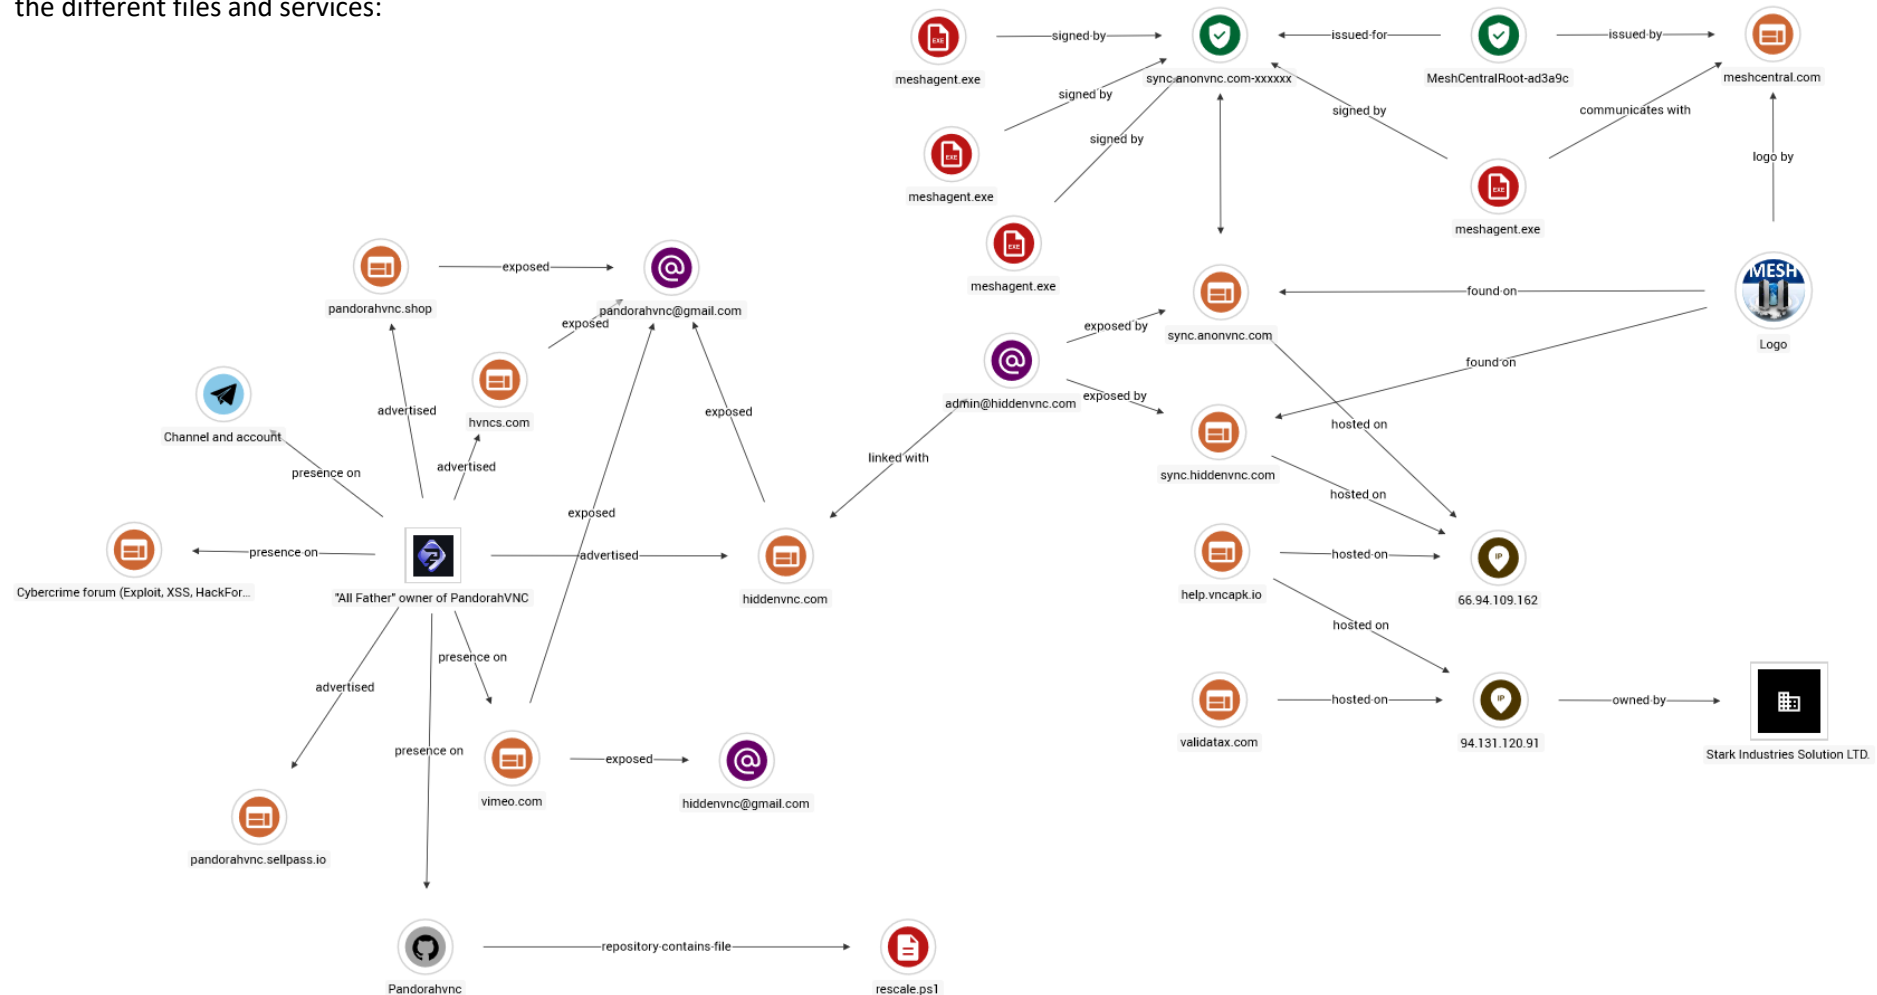 the different files and services:
signed by
issued for
issued by
meshagent.exe
sync.anonvnc.com-xxxxxx
MeshCentralRoot-ad3a9c
meshcentral.com
signed by
signed by
communicates with
signed by
EXE
logo by
meshagent.exe
meshagent.exe
EXE
meshagent.exe
MESH
exposed
found on
pandorahvnc.shop
pandorahvnc@gmail.com
exposed
exposed by
sync.anonvnc.com
Logo
found on
admin@hiddenvnc.com
exposed by
advertised
exposed
hvncs.com
hosted on
Channel and account
linked with
advertised
presence on
sync.hiddenvnc.com
hosted on
exposed
presence on
advertised
hosted on
IP
Cybercrime forum (Exploit, XSS, HackFor...
"All Father" owner of PandorahVNC
hiddenvnc.com
help.vncapk.io
66.94.109.162
hosted on
presence on
advertised
hosted on
IP
owned by
presence on
validatax.com
94.131.120.91
Stark Industries Solution LTD.
exposed
vimeo.com
hiddenvnc@gmail.com
pandorahvnc.sellpass.io
repository contains file
Pandorahvnc
rescale.ps1